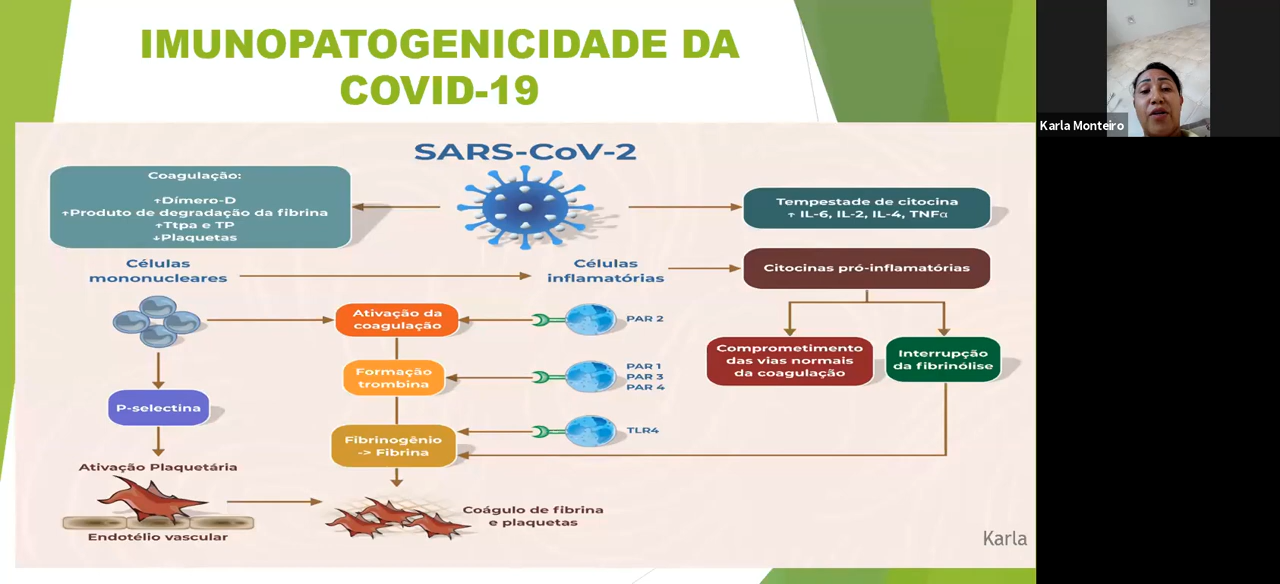 IMUNOPATOGENICIDADE DA
COVID-19
Karla Monteiro
SARS-CoV-2
Coagulação:
↑Dímero-D
↑Produto de degradação da fibrina
↑Ttpa e TP
↓Plaquetas
Tempestade de citocina
↑ IL-6, IL-2, IL-4, TNFα
Células
mononucleares
Células
inflamatórias
Citocinas pró-inflamatórias
Ativação da
coagulação
PAR 2
Comprometimento
das vias normais
da coagulação
Interrupção
da fibrinólise
Formação
trombina
PAR 1
PAR 3
PAR 4
P-selectina
Fibrinogênio
-> Fibrina
TLR4
Ativação Plaquetária
Endotélio vascular
Coágulo de fibrina
e plaquetas
Karla